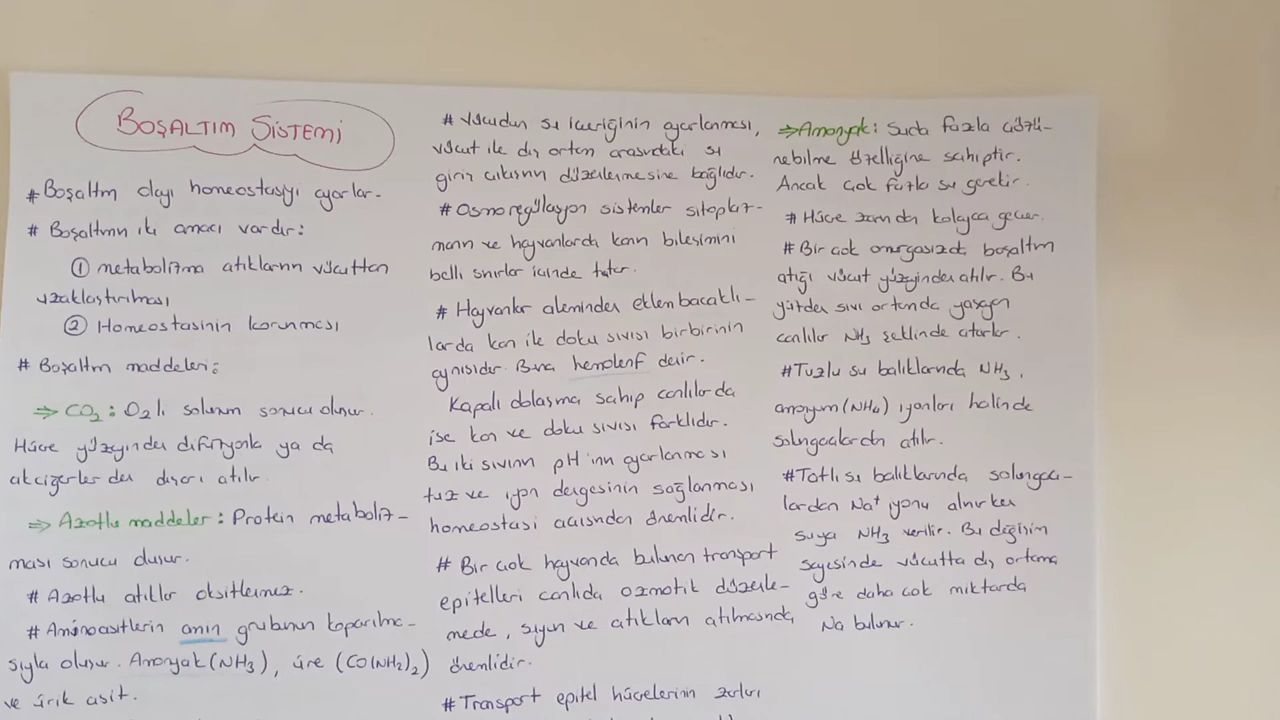 BOŞALTIM SİSTEMİ
# Boşaltım olayı homeostasiyi ayarlar.
# Boşaltımın iki amacı vardır:
① metabolizma atıkların vücuttan
uzaklaştırılması
② Homeostasinin korunması
# Boşaltım maddeleri:
⇒ CO2: O2li solunum sonucu oluşur.
Hücre yüzeyinden difüzyonla ya da
akciğerlerden dışarı atılır
⇒ Azotlu maddeler: Protein metaboliz-
ması sonucu oluşur.
# Azotlu atıklar oksitlenmez.
# Aminoasitlerin amin grubunun koparılma-
sıyla oluşur. Amonyak (NH3), üre (CO(NH2)2)
ve ürik asit.
# Vücudun su içeriğinin ayarlanması,
vücut ile dış ortam arasındaki su
giriş çıkışının düzenlenmesine bağlıdır.
# Osmoregülasyon sistemler sitoplaz-
manın ve hayvanlarda kanın bileşimini
belli sınırlar içinde tutar.
# Hayvanlar aleminden eklembacaklı-
larda kan ile doku sıvısı birbirinin
aynısıdır. Buna hemolenf denir.
Kapalı dolaşıma sahip canlılarda
ise kan ve doku sıvısı farklıdır.
Bu iki sıvının pH'ının ayarlanması
tuz ve iyon dengesinin sağlanması
homeostasi açısından önemlidir.
# Bir çok hayvanda bulunan transport
epitelleri canlıda ozmotik düzenle-
mede, suyun ve atıkların atılmasında
önemlidir.
# Transport epitel hücrelerinin zarları
⇒ Amonyak: Suda fazla çözü-
nebilme özelliğine sahiptir.
Ancak çok fazla su gerekir.
# Hücre zarından kolayca geçer.
# Bir çok omurgasızda boşaltım
atığı vücut yüzeyinden atılır. Bu
yüzden sıvı ortamda yaşayan
canlılar NH3 şeklinde atarlar.
# Tuzlu su balıklarında NH3,
amonyum (NH4) iyonları halinde
solungaçlardan atılır.
# Tatlı su balıklarında solungaç-
lardan Na+ iyonu alınırken
suya NH3 verilir. Bu değişim
sayesinde vücutta dış ortama
göre daha çok miktarda
Na bulunur.